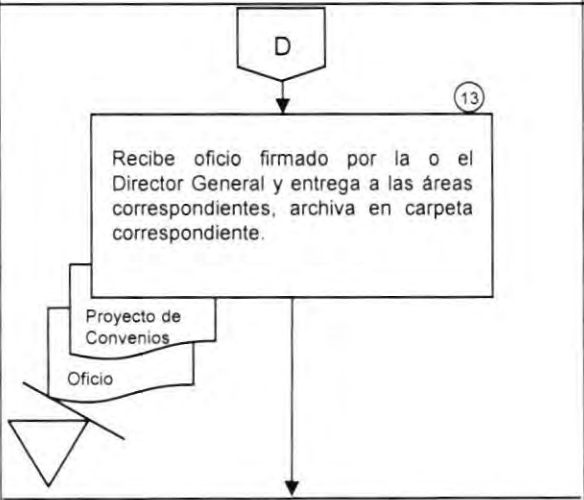 D
13
Recibe oficio firmado por la o el
Director General y entrega a las áreas
correspondientes, archiva en carpeta
correspondiente.
Proyecto de
Convenios
Oficio